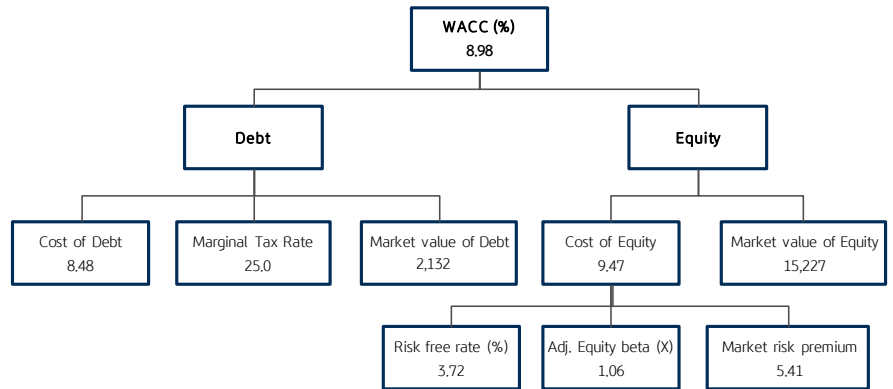 WACC (%)
8.98
Debt
Equity
Cost of Debt
8.48
Marginal Tax Rate
25.0
Market value of Debt
2,132
Cost of Equity
9.47
Market value of Equity
15,227
Risk free rate (%)
3.72
Adj. Equity beta (X)
1.06
Market risk premium
5.41